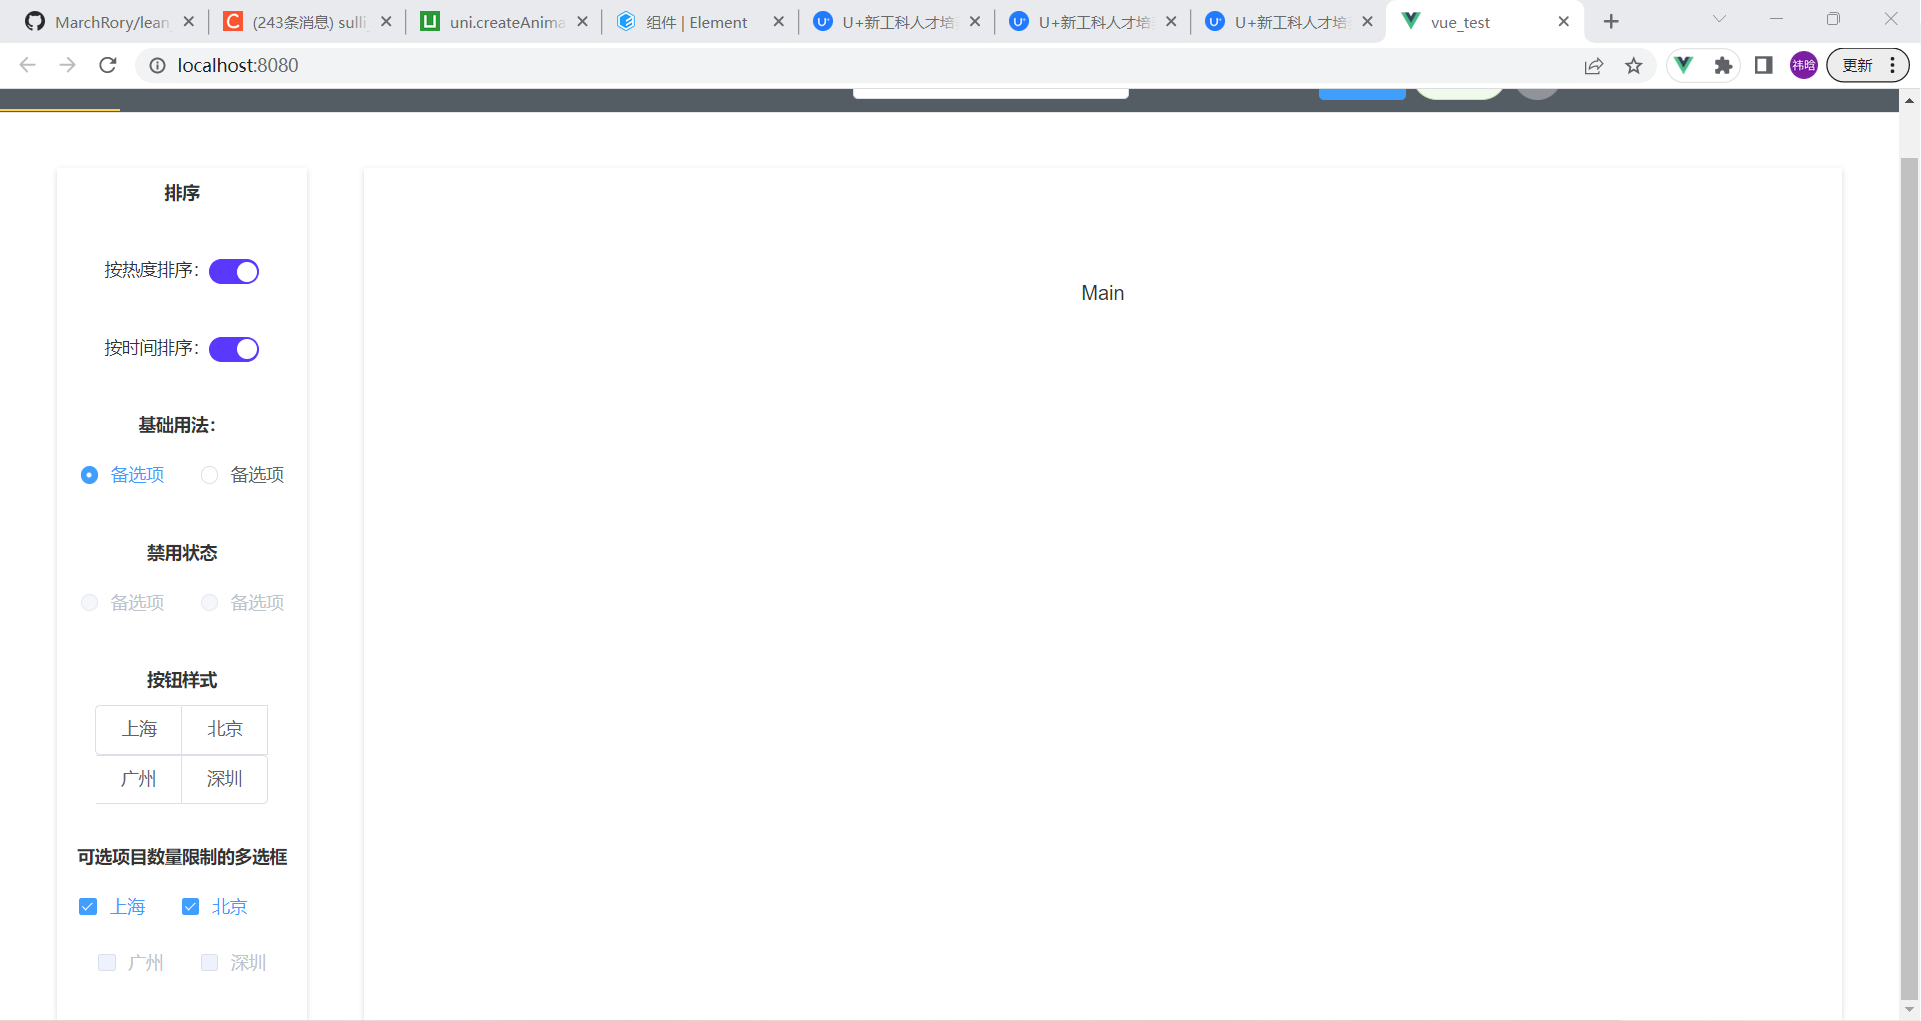 MarchRory/lean
(243条消息) sulli
uni.createAnima
组件 | Element
U+新工科人才培
U+新工科人才培
U+新工科人才培
vue_test
localhost:8080
祎晗
更新
排序
按热度排序：
按时间排序：
基础用法：
备选项 备选项
禁用状态
备选项 备选项
按钮样式
上海 北京
广州 深圳
可选项目数量限制的多选框
上海 北京
广州 深圳
Main